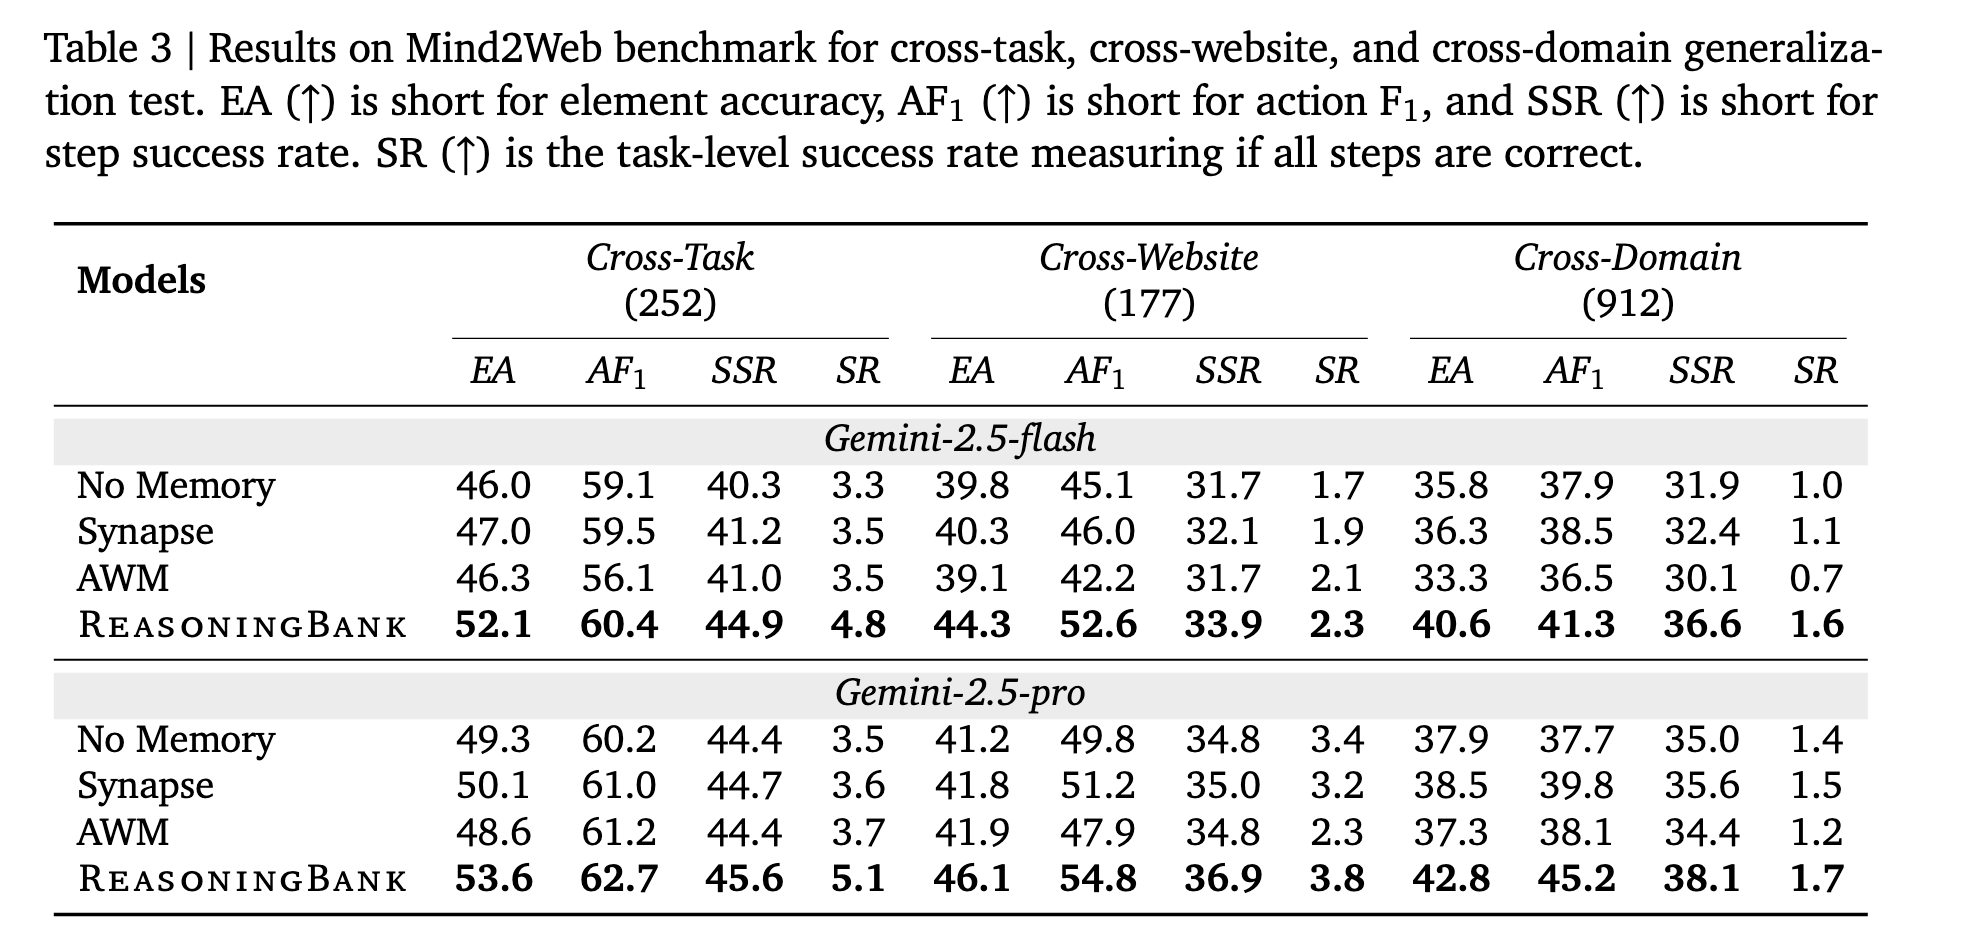 Table 3 | Results on Mind2Web benchmark for cross-task, cross-website, and cross-domain generaliza-
tion test. EA (↑) is short for element accuracy, AF₁ (↑) is short for action F₁, and SSR (↑) is short for
step success rate. SR (↑) is the task-level success rate measuring if all steps are correct.
Models Cross-Task Cross-Website Cross-Domain
(252) (177) (912)
EA AF₁ SSR SR EA AF₁ SSR SR EA AF₁ SSR SR
Gemini-2.5-flash
No Memory 46.0 59.1 40.3 3.3 39.8 45.1 31.7 1.7 35.8 37.9 31.9 1.0
Synapse 47.0 59.5 41.2 3.5 40.3 46.0 32.1 1.9 36.3 38.5 32.4 1.1
AWM 46.3 56.1 41.0 3.5 39.1 42.2 31.7 2.1 33.3 36.5 30.1 0.7
REASONINGBANK 52.1 60.4 44.9 4.8 44.3 52.6 33.9 2.3 40.6 41.3 36.6 1.6
Gemini-2.5-pro
No Memory 49.3 60.2 44.4 3.5 41.2 49.8 34.8 3.4 37.9 37.7 35.0 1.4
Synapse 50.1 61.0 44.7 3.6 41.8 51.2 35.0 3.2 38.5 39.8 35.6 1.5
AWM 48.6 61.2 44.4 3.7 41.9 47.9 34.8 2.3 37.3 38.1 34.4 1.2
REASONINGBANK 53.6 62.7 45.6 5.1 46.1 54.8 36.9 3.8 42.8 45.2 38.1 1.7